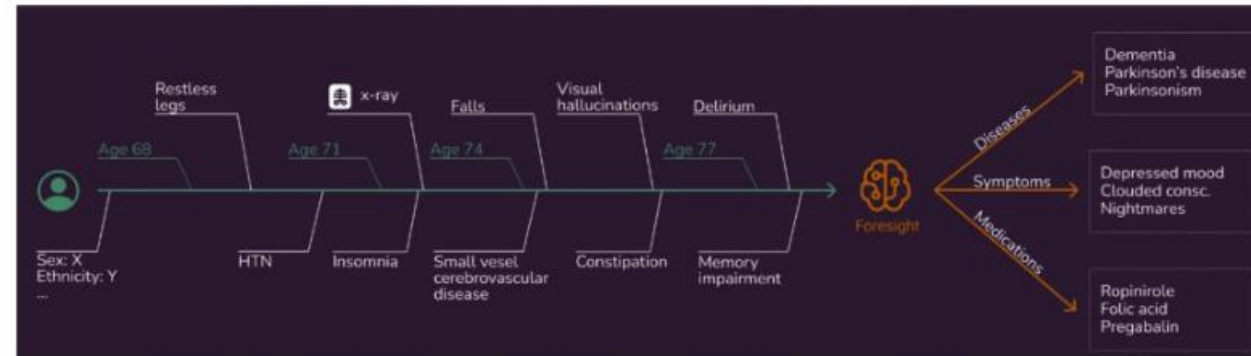 Restless
legs
x-ray
Falls
Visual
hallucinations
Delirium
Age 68
Age 71
Age 74
Age 77
Sex: X
Ethnicity: Y
...
HTN
Insomnia
Small vesel
cerebrovascular
disease
Constipation
Memory
impairment
Foresight
Diseases
Symptoms
Medications
Dementia
Parkinson's disease
Parkinsonism
Depressed mood
Clouded consc.
Nightmares
Ropinirole
Folic acid
Pregabalin